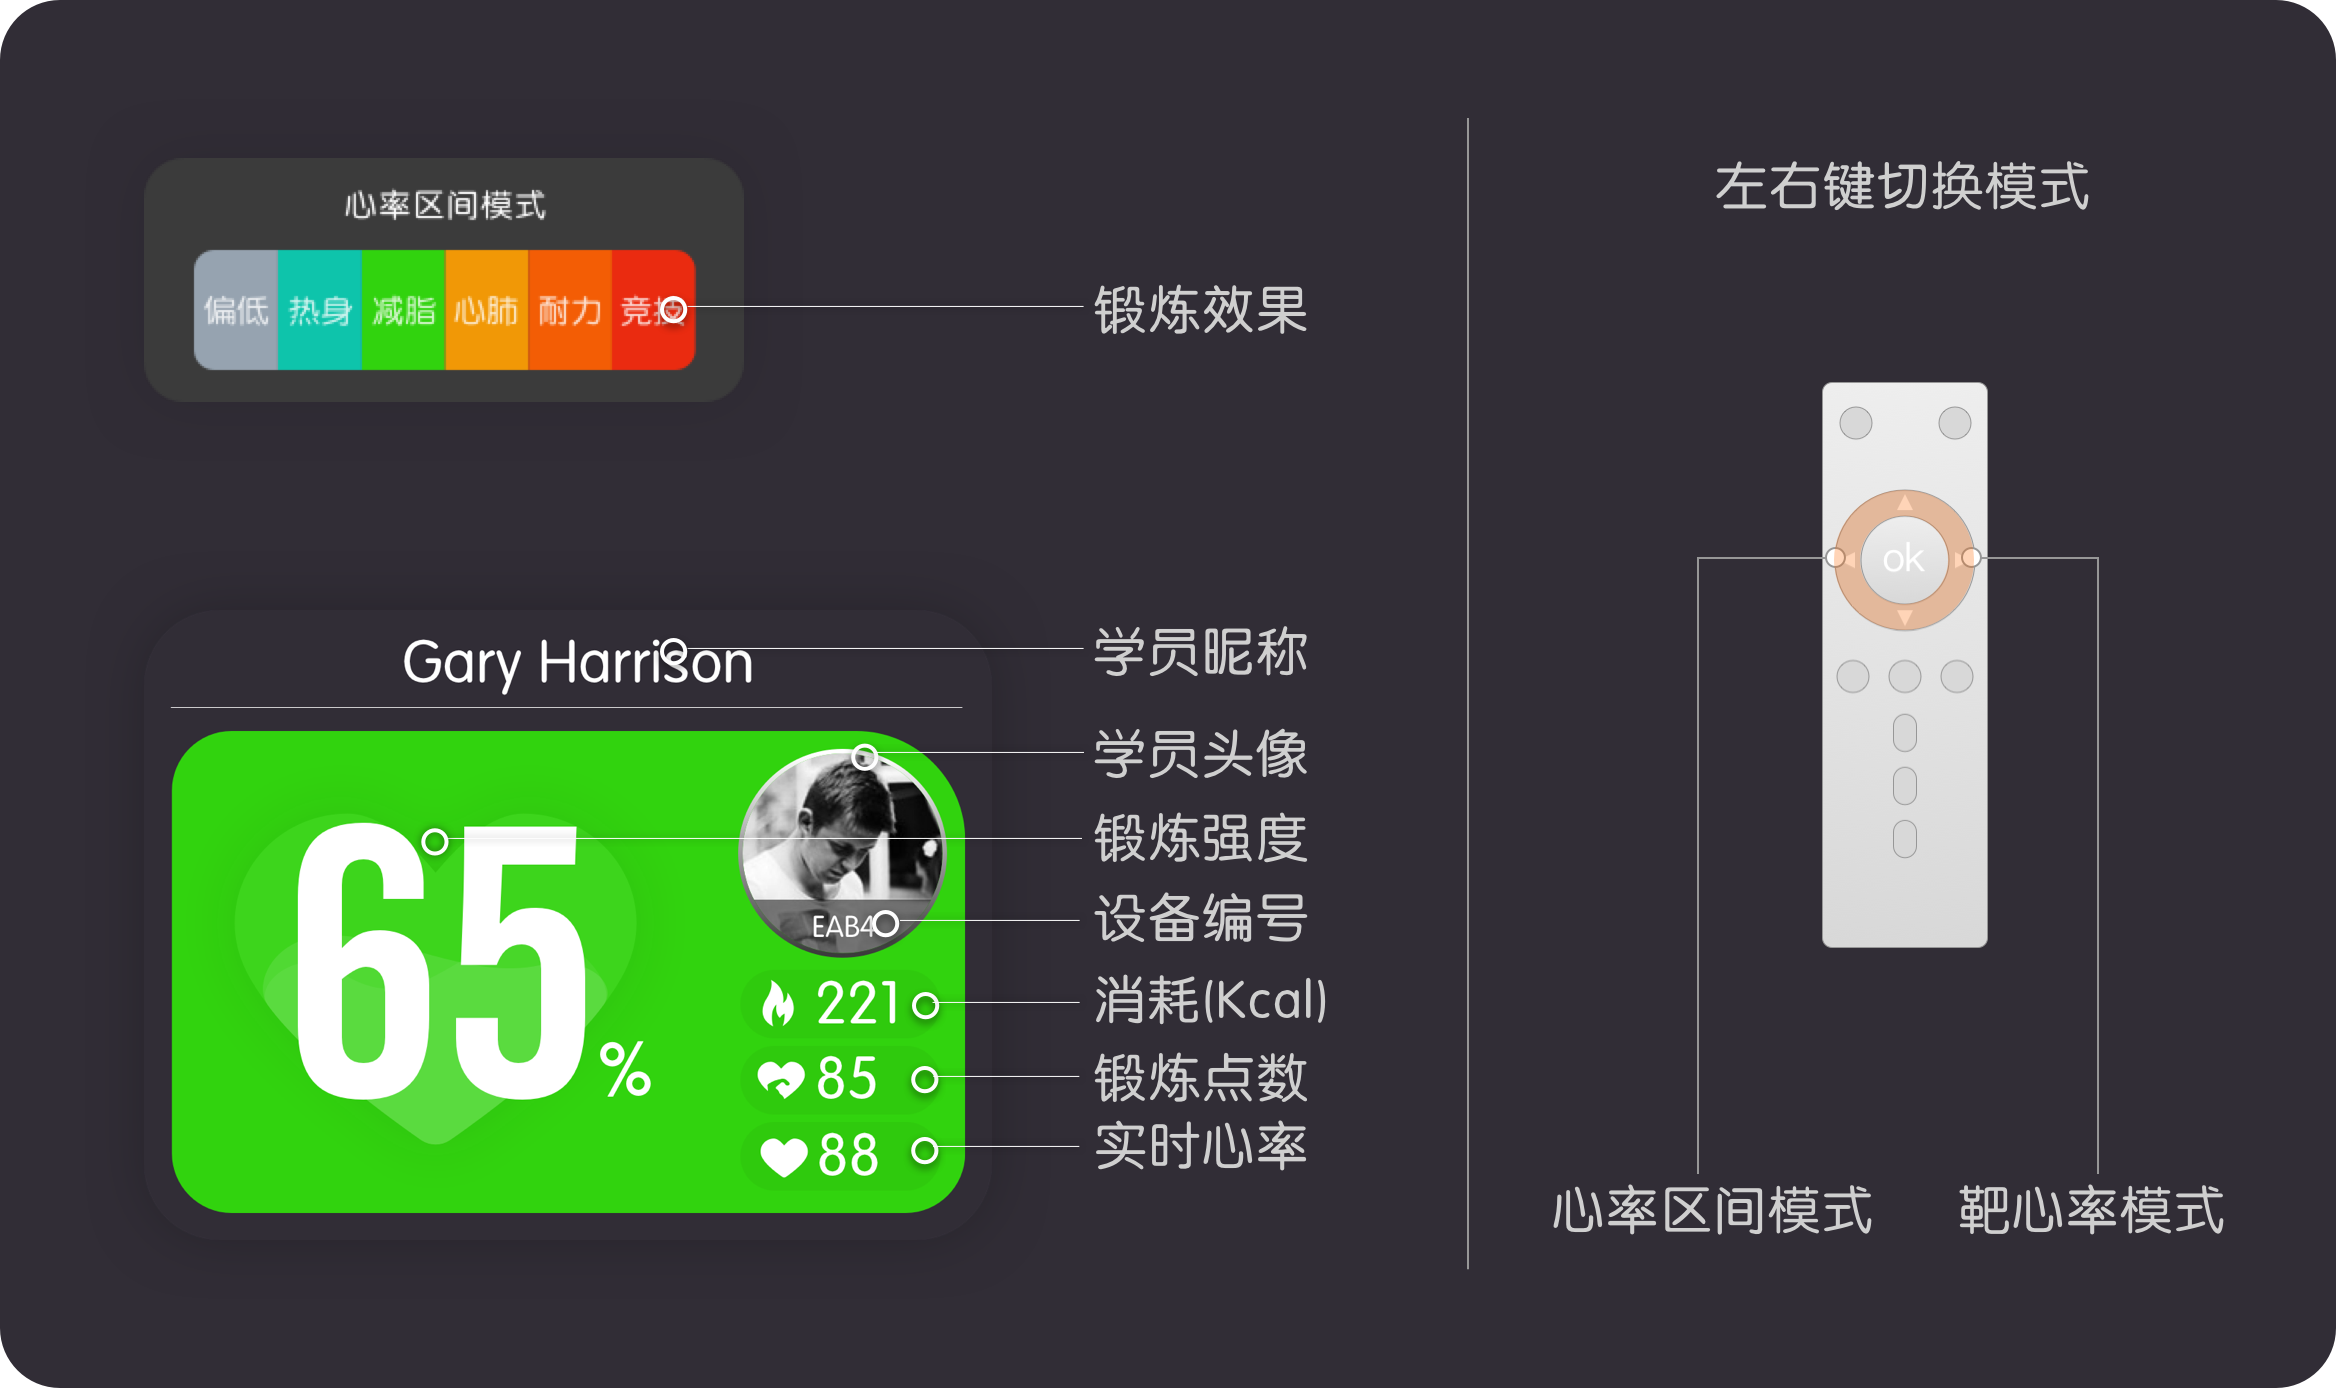 心率区间模式
偏低 热身 减脂 心肺 耐力 竞技
锻炼效果
Gary Harrison
学员昵称
学员头像
65%
锻炼强度
EAB4
设备编号
221
消耗(Kcal)
85
锻炼点数
88
实时心率
左右键切换模式
ok
心率区间模式
靶心率模式